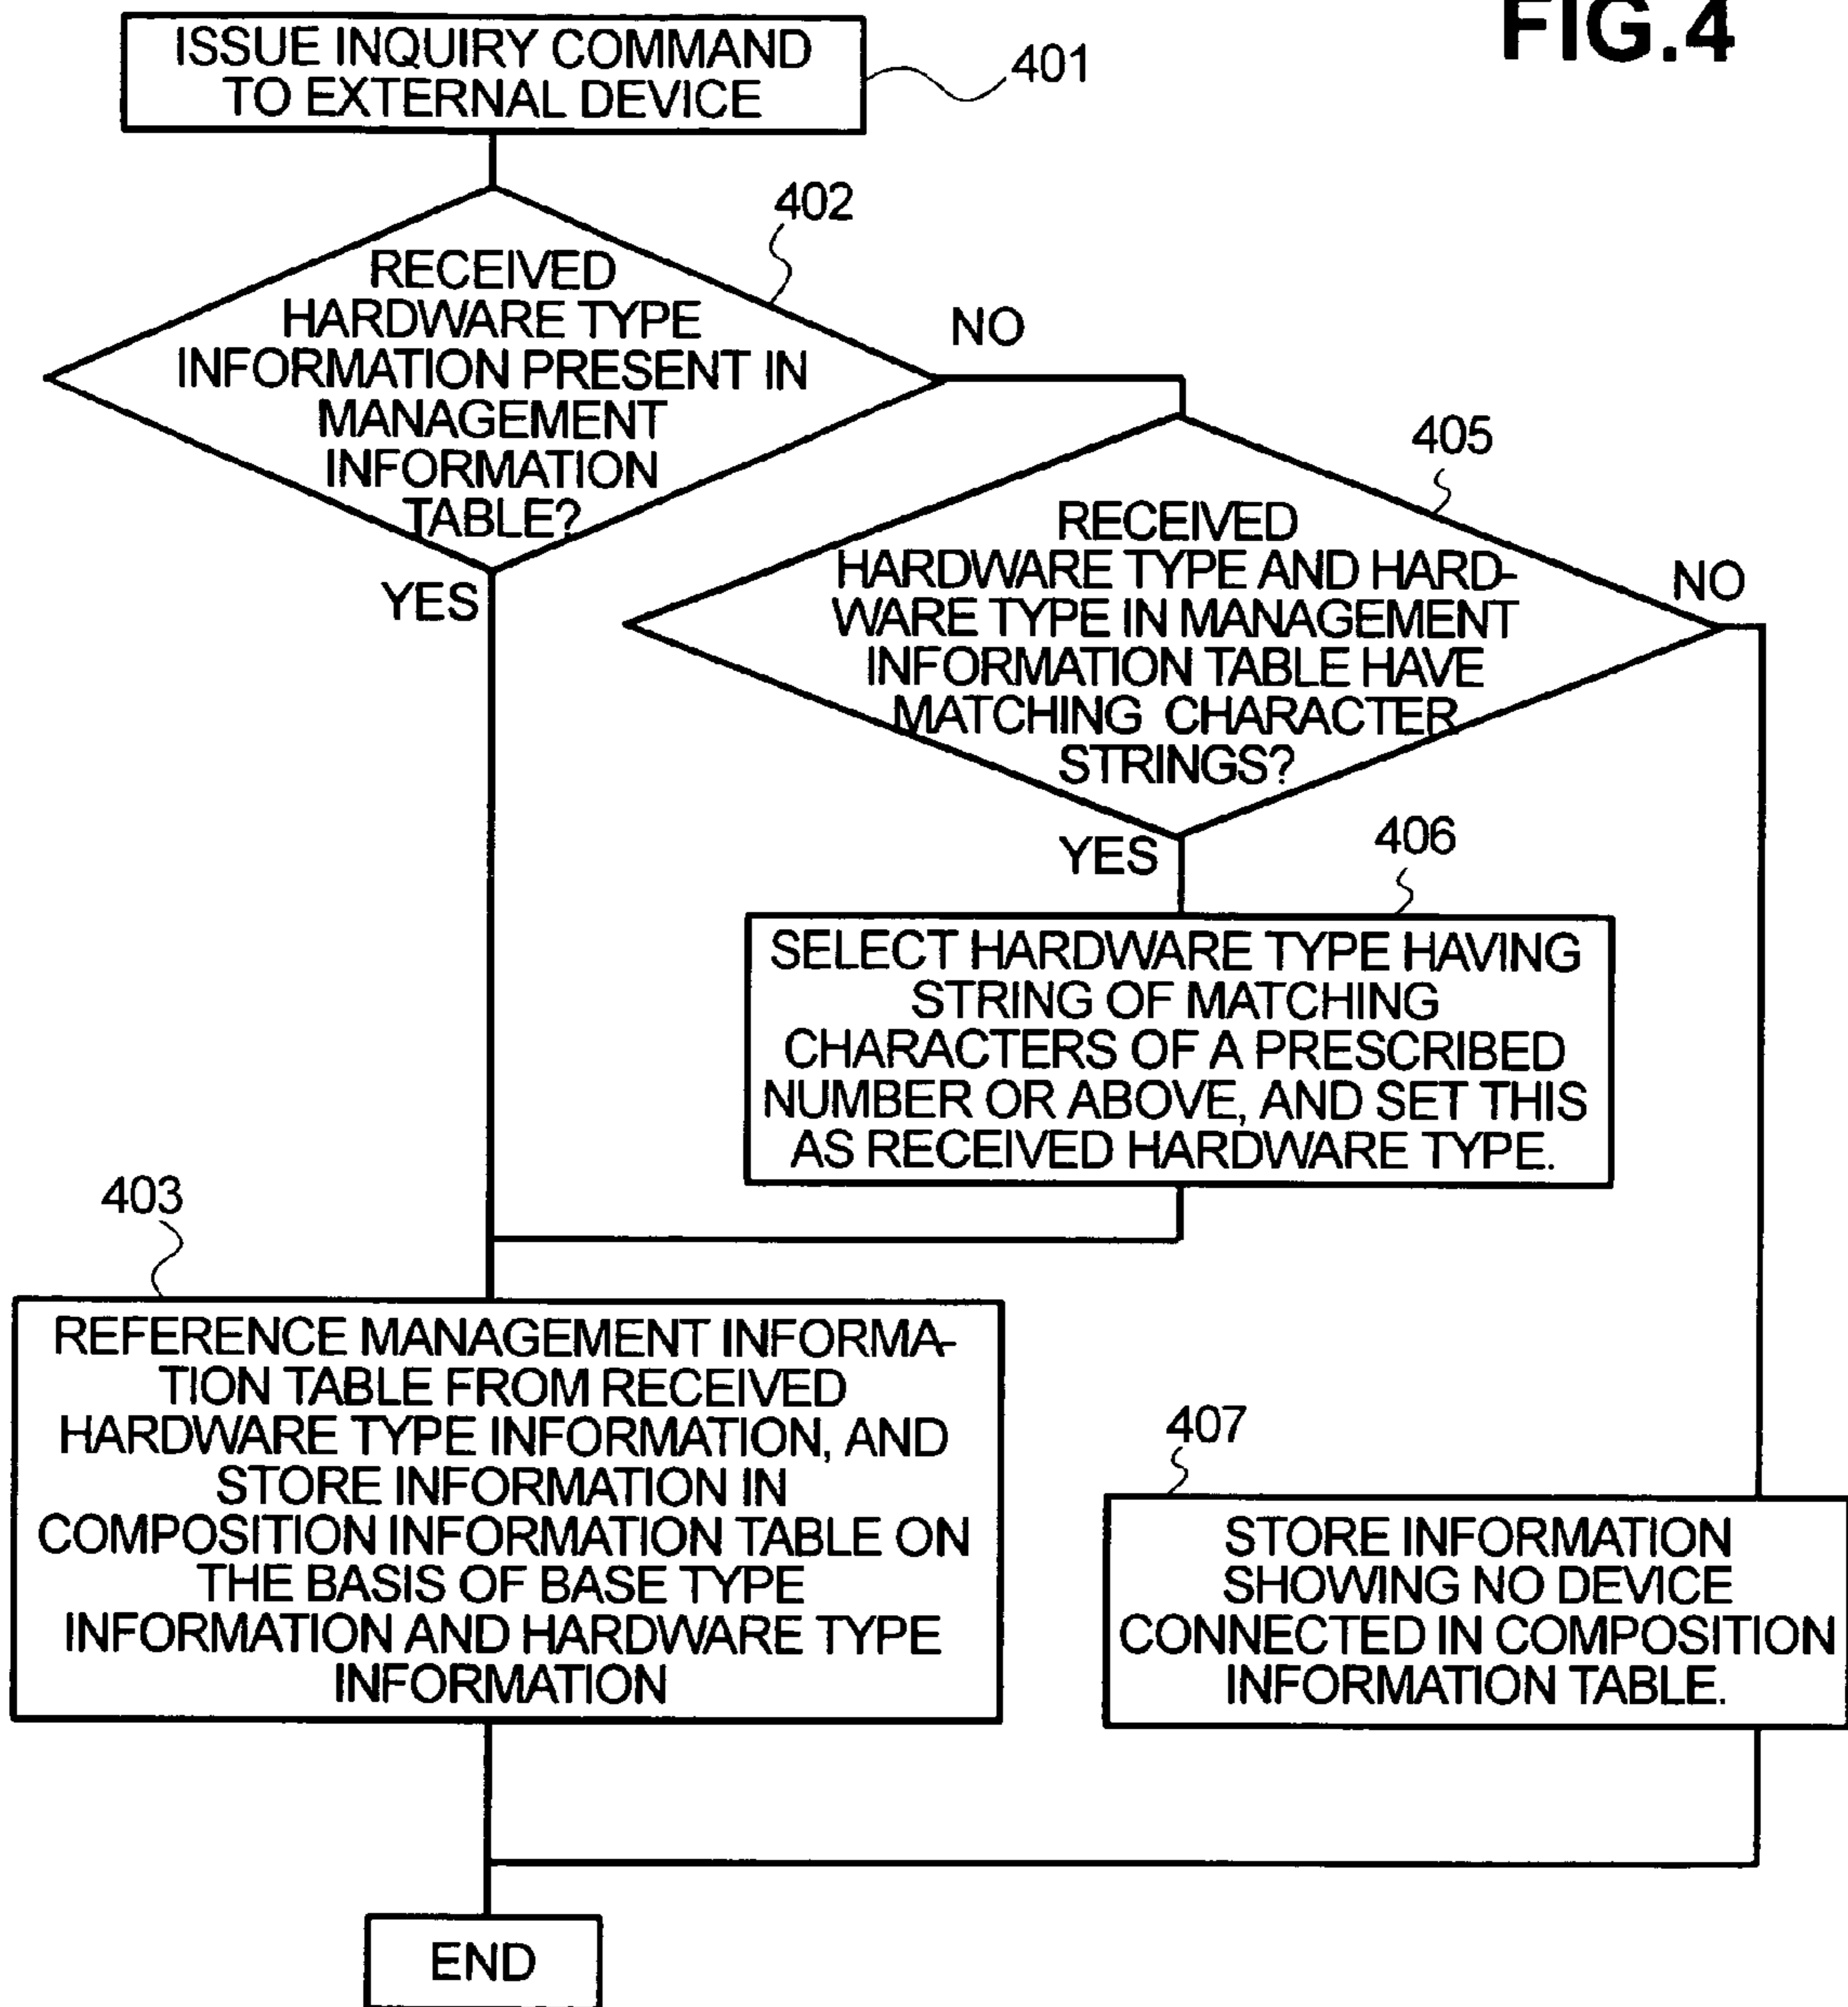 FIG.4
ISSUE INQUIRY COMMAND
TO EXTERNAL DEVICE
401
402
RECEIVED
HARDWARE TYPE
INFORMATION PRESENT IN
MANAGEMENT
INFORMATION
TABLE?
NO
YES
405
RECEIVED
HARDWARE TYPE AND HARD-
WARE TYPE IN MANAGEMENT
INFORMATION TABLE HAVE
MATCHING CHARACTER
STRINGS?
NO
YES
406
SELECT HARDWARE TYPE HAVING
STRING OF MATCHING
CHARACTERS OF A PRESCRIBED
NUMBER OR ABOVE, AND SET THIS
AS RECEIVED HARDWARE TYPE.
403
REFERENCE MANAGEMENT INFORMA-
TION TABLE FROM RECEIVED
HARDWARE TYPE INFORMATION, AND
STORE INFORMATION IN
COMPOSITION INFORMATION TABLE ON
THE BASIS OF BASE TYPE
INFORMATION AND HARDWARE TYPE
INFORMATION
407
STORE INFORMATION
SHOWING NO DEVICE
CONNECTED IN COMPOSITION
INFORMATION TABLE.
END